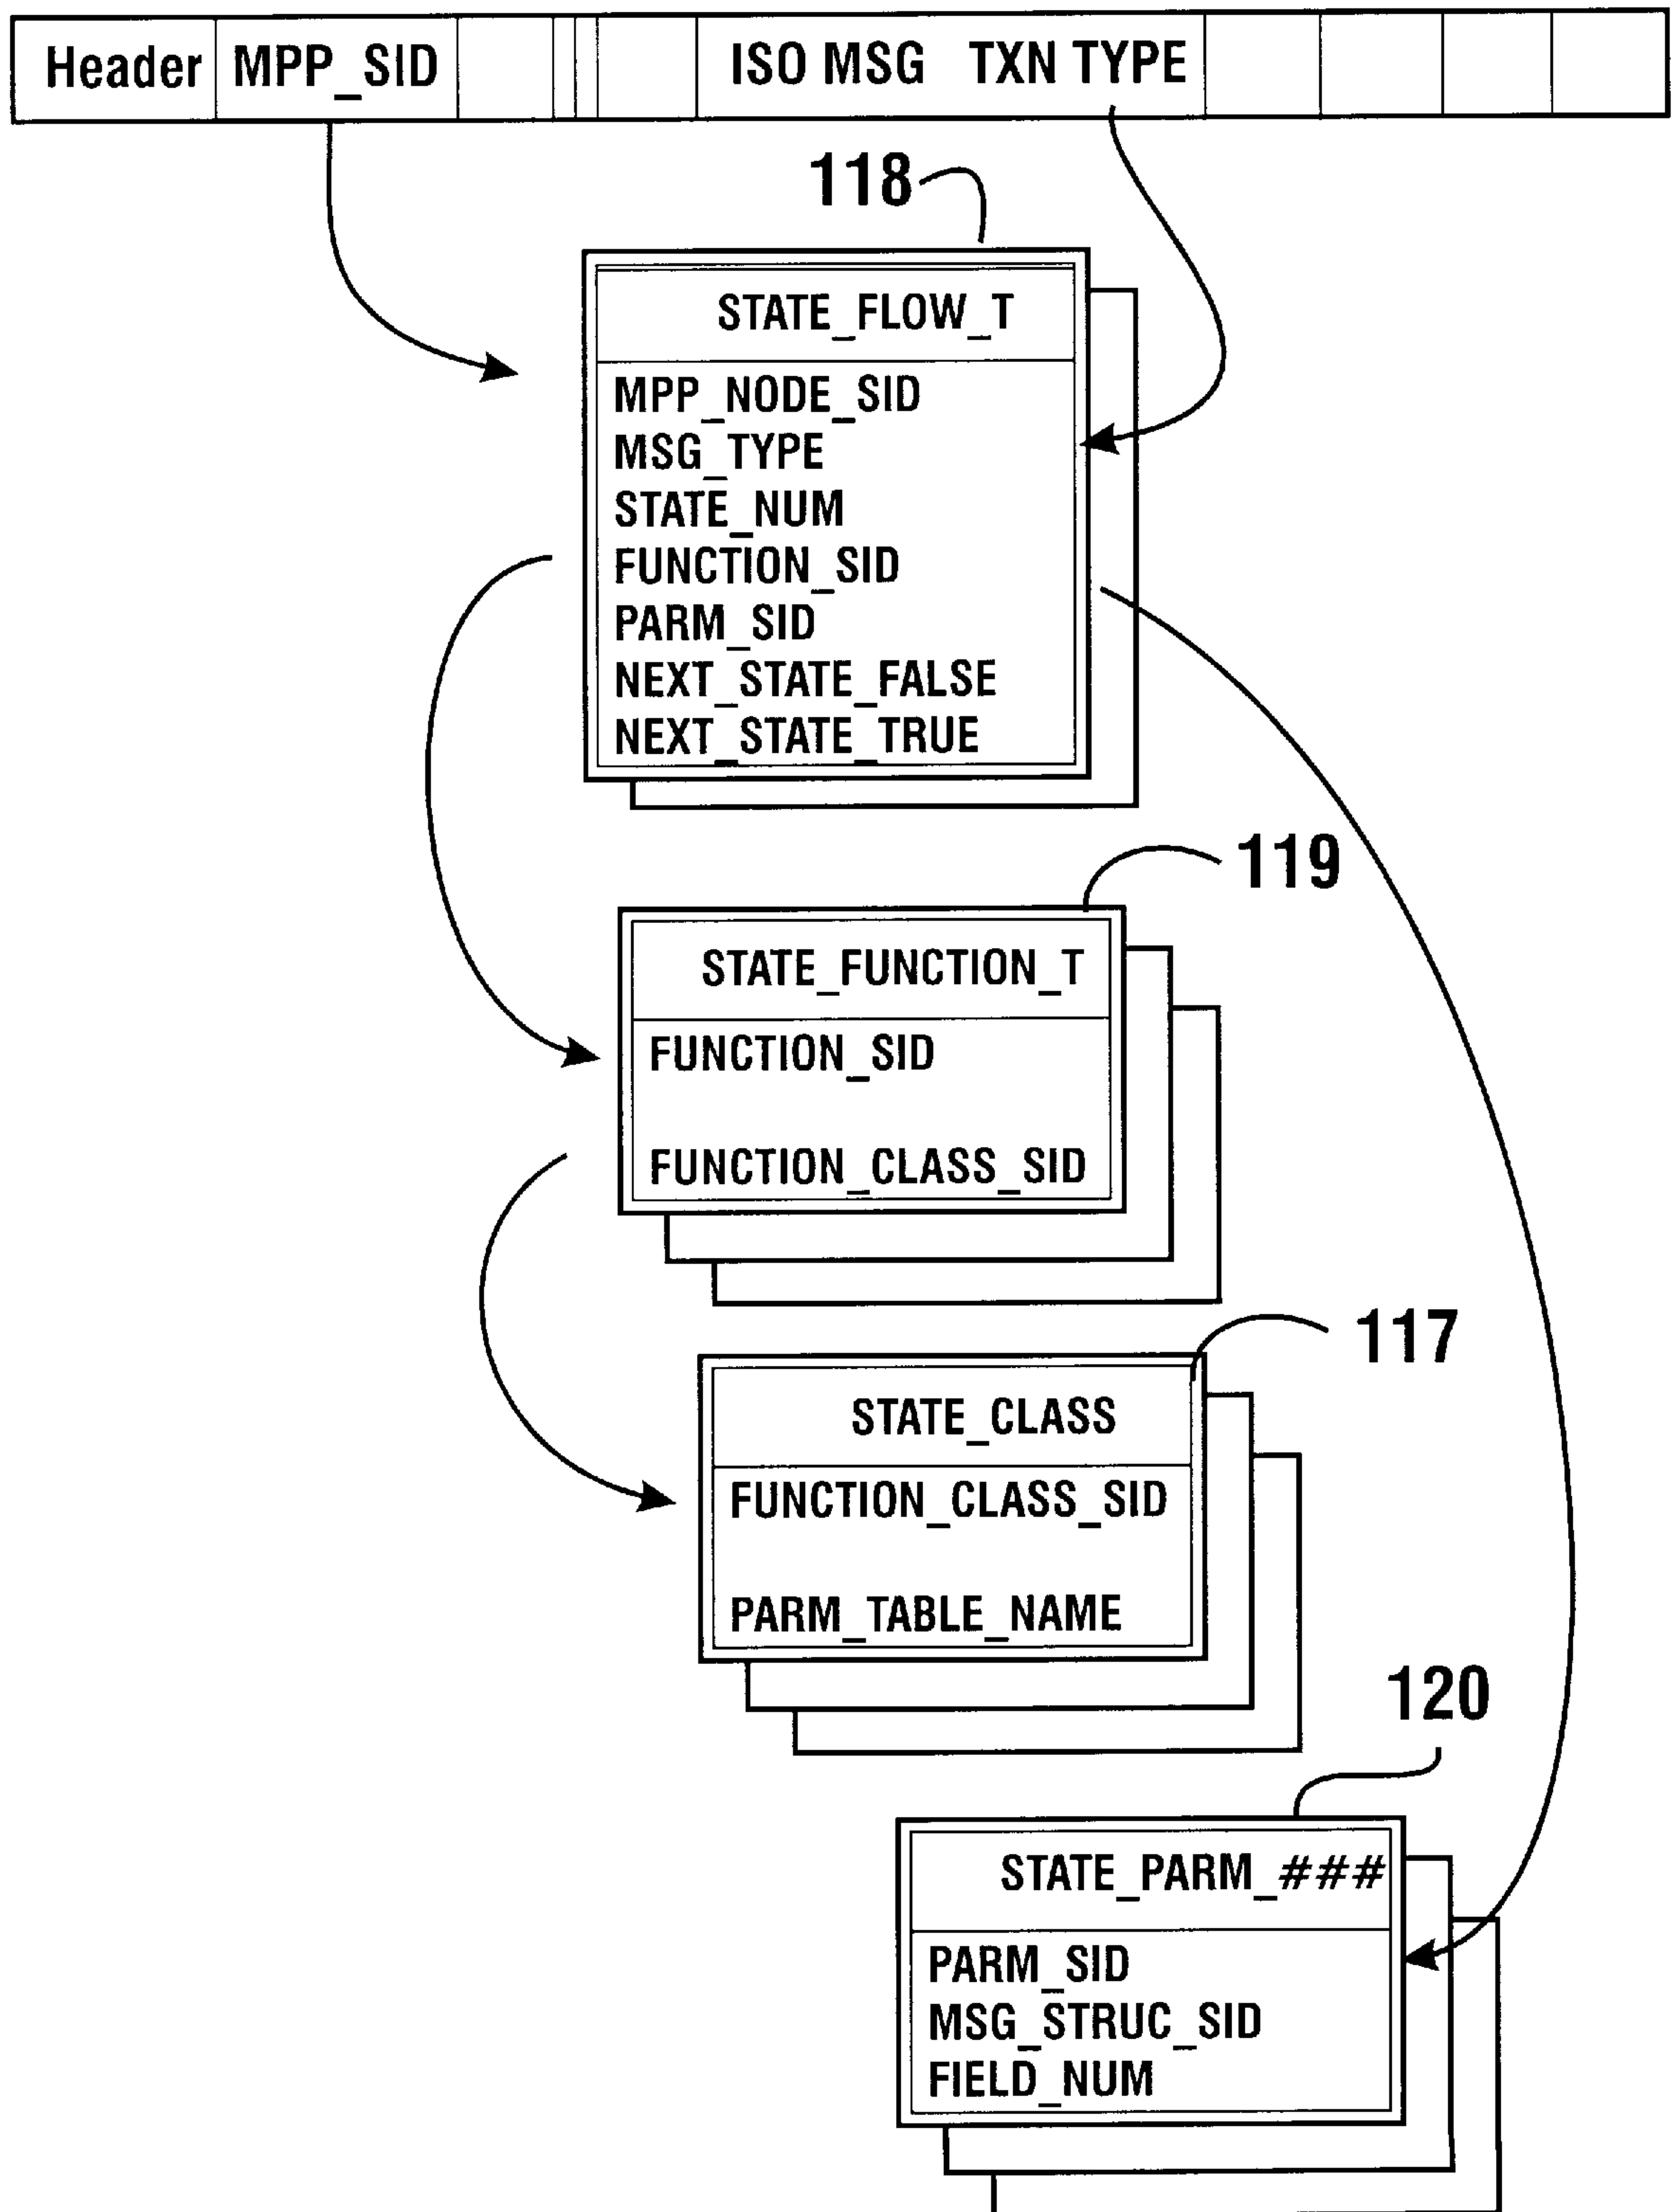 Header MPP_SID ISO MSG TXN TYPE
118
STATE_FLOW_T
MPP_NODE_SID
MSG_TYPE
STATE_NUM
FUNCTION_SID
PARM_SID
NEXT_STATE_FALSE
NEXT_STATE_TRUE
119
STATE_FUNCTION_T
FUNCTION_SID
FUNCTION_CLASS_SID
117
STATE_CLASS
FUNCTION_CLASS_SID
PARM_TABLE_NAME
120
STATE_PARM_###
PARM_SID
MSG_STRUC_SID
FIELD_NUM